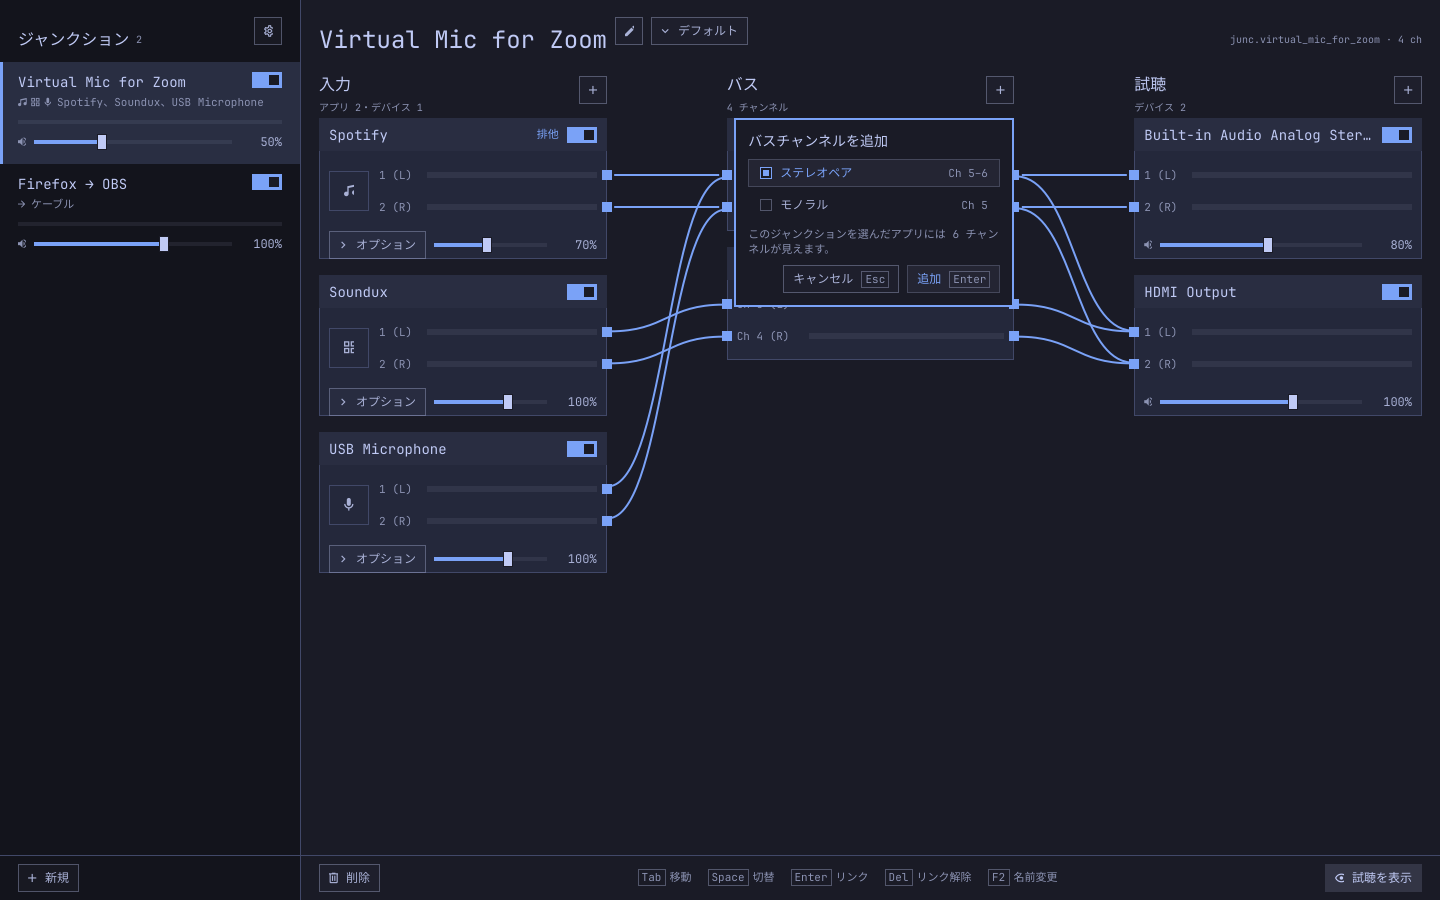 ジャンクション 2
Virtual Mic for Zoom
Spotify、Soundux、USB Microphone
50%
Firefox → OBS
→ ケーブル
100%
+ 新規
Virtual Mic for Zoom
デフォルト
junc.virtual_mic_for_zoom · 4 ch
入力
アプリ 2・デバイス 1
Spotify
排他
1 (L)
2 (R)
オプション
70%
Soundux
1 (L)
2 (R)
オプション
100%
USB Microphone
1 (L)
2 (R)
オプション
100%
バス
4 チャンネル
バスチャンネルを追加
ステレオペア Ch 5–6
モノラル Ch 5
このジャンクションを選んだアプリには 6 チャン
ネルが見えます。
キャンセル Esc
追加 Enter
Ch 4 (R)
試聴
デバイス 2
Built-in Audio Analog Ster…
1 (L)
2 (R)
80%
HDMI Output
1 (L)
2 (R)
100%
削除
Tab 移動 Space 切替 Enter リンク Del リンク解除 F2 名前変更
試聴を表示